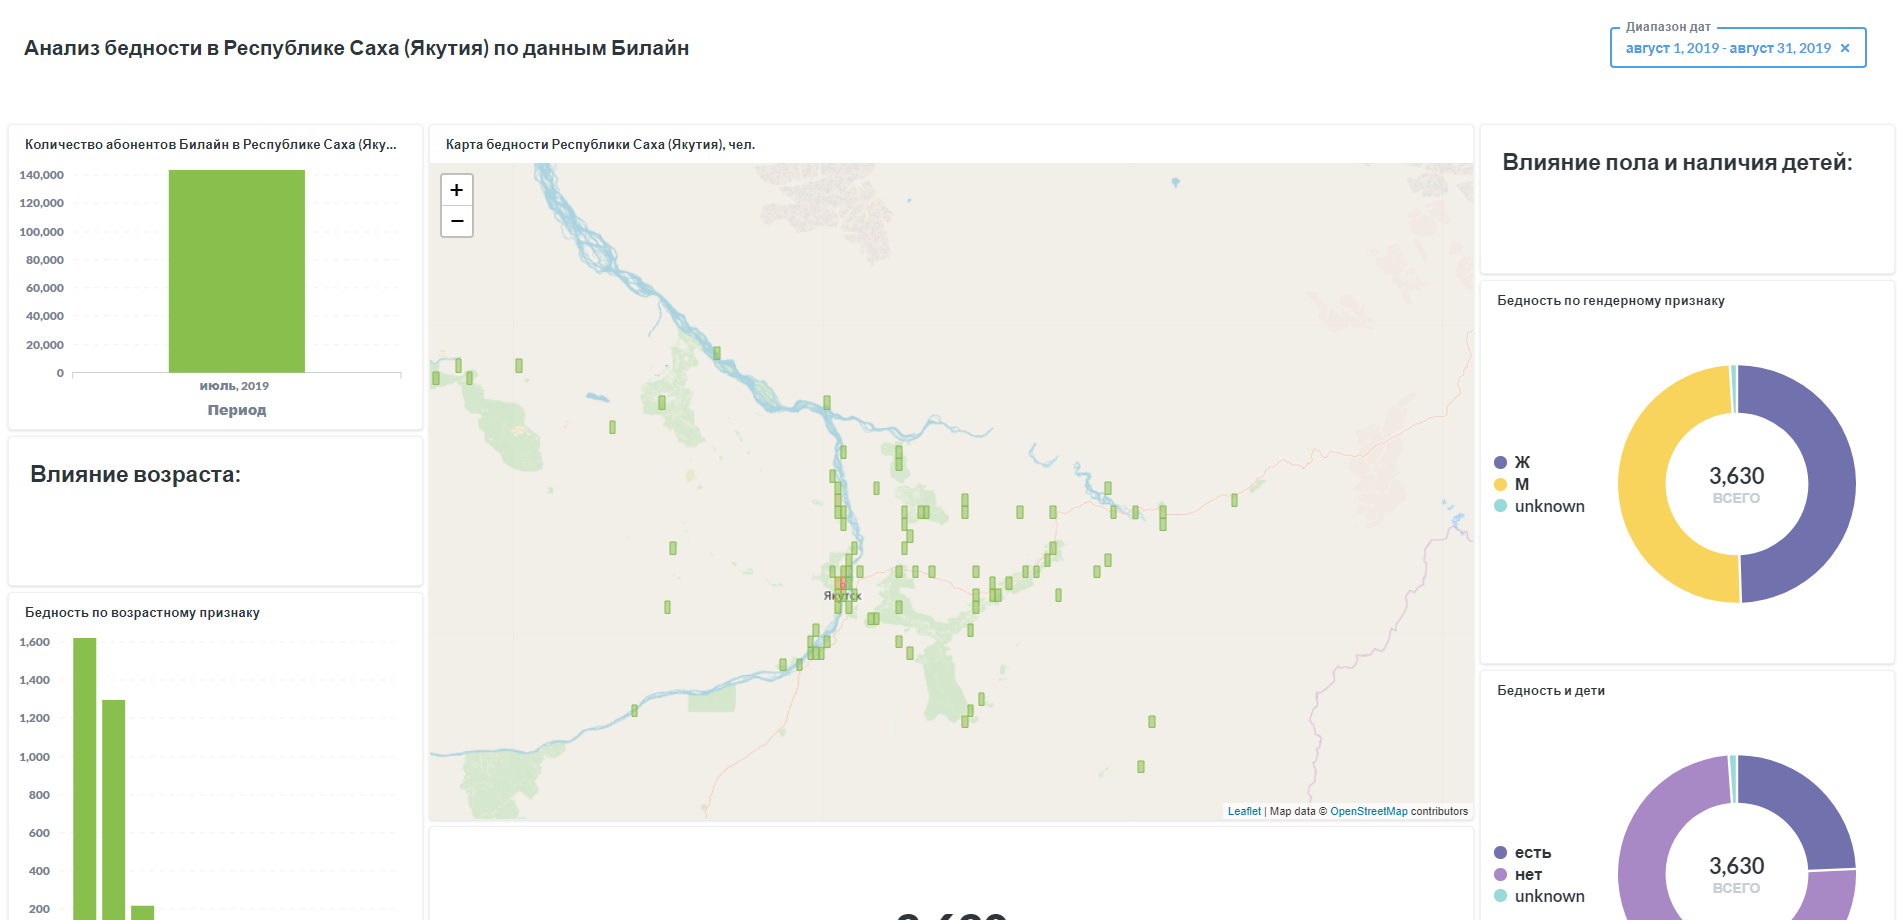 Анализ бедности в Республике Саха (Якутия) по данным Билайн
Диапазон дат
август 1, 2019 - август 31, 2019 ×
Количество абонентов Билайн в Республике Саха (Яку...
140,000
120,000
100,000
80,000
60,000
40,000
20,000
0
июль, 2019
Период
Влияние возраста:
Бедность по возрастному признаку
1,600
1,400
1,200
1,000
800
600
400
200
Карта бедности Республики Саха (Якутия), чел.
+
−
Якутск
Leaflet | Map data © OpenStreetMap contributors
Влияние пола и наличия детей:
Бедность по гендерному признаку
Ж
М
unknown
3,630
ВСЕГО
Бедность и дети
есть
нет
unknown
3,630
ВСЕГО